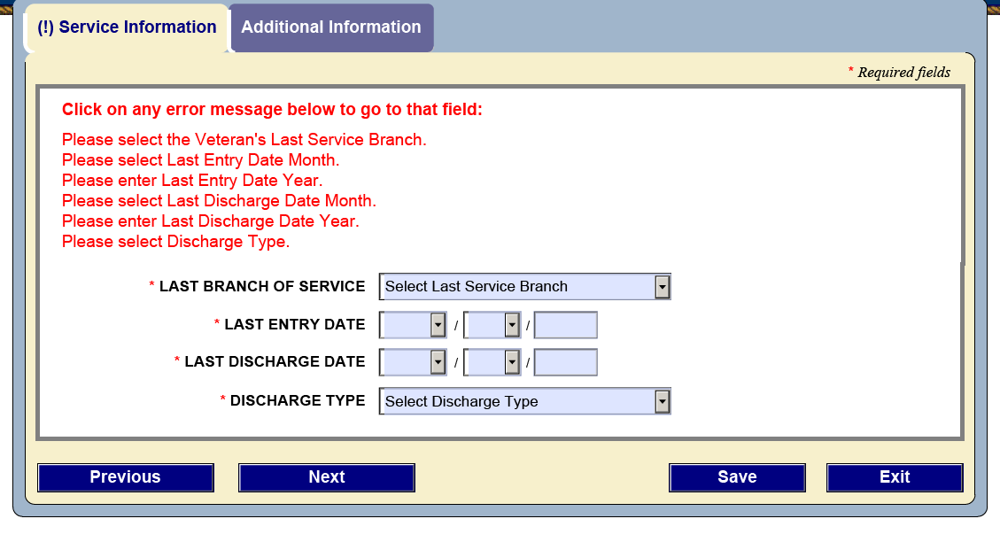 (!) Service Information
Additional Information
* Required fields
Click on any error message below to go to that field:
Please select the Veteran's Last Service Branch.
Please select Last Entry Date Month.
Please enter Last Entry Date Year.
Please select Last Discharge Date Month.
Please enter Last Discharge Date Year.
Please select Discharge Type.
* LAST BRANCH OF SERVICE Select Last Service Branch
* LAST ENTRY DATE / /
* LAST DISCHARGE DATE / /
* DISCHARGE TYPE Select Discharge Type
Previous Next Save Exit